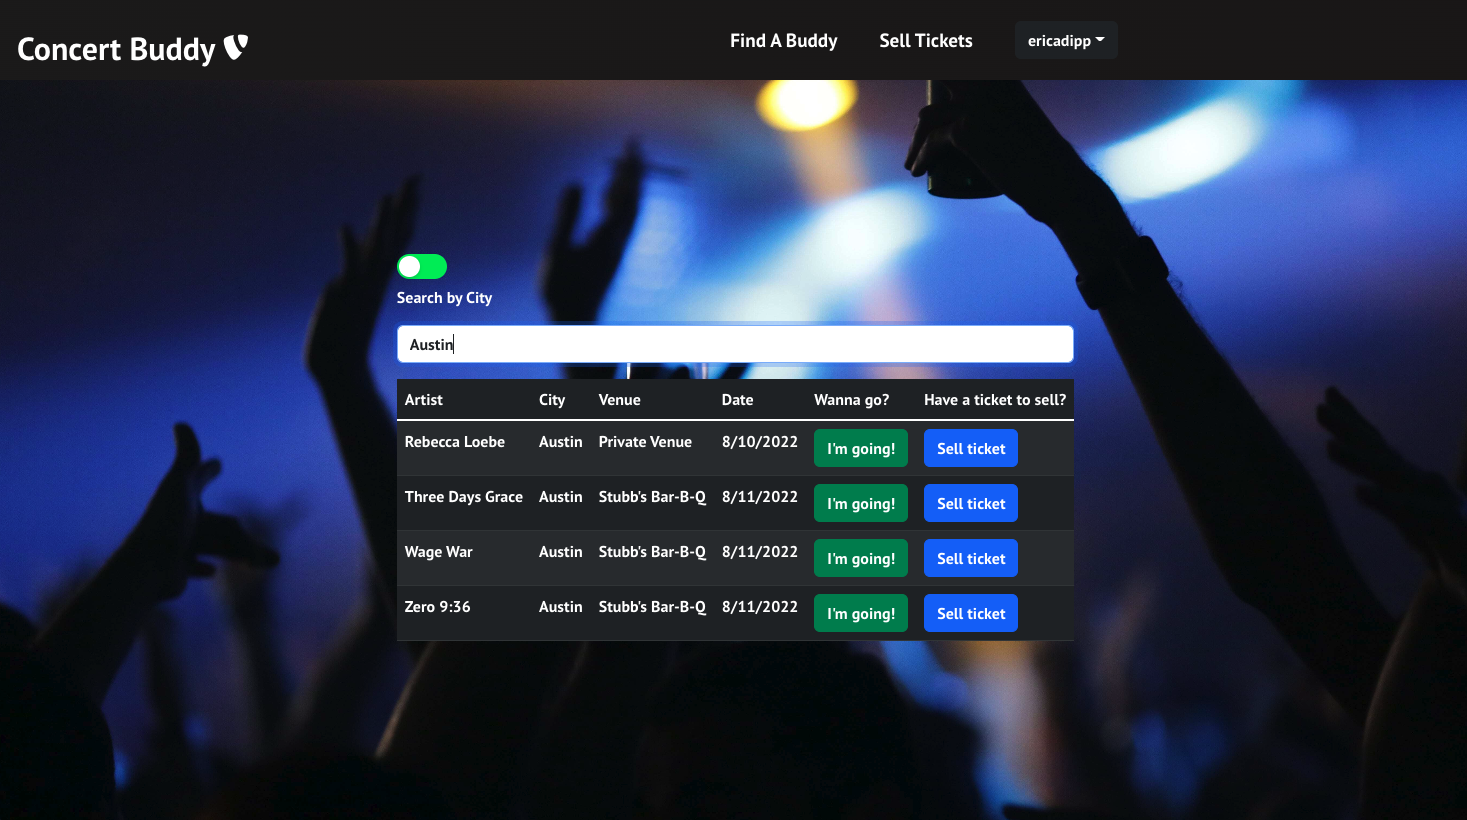 Concert Buddy
Find A Buddy Sell Tickets ericadipp
Search by City
Austin
Artist City Venue Date Wanna go? Have a ticket to sell?
Rebecca Loebe Austin Private Venue 8/10/2022 I'm going! Sell ticket
Three Days Grace Austin Stubb's Bar-B-Q 8/11/2022 I'm going! Sell ticket
Wage War Austin Stubb's Bar-B-Q 8/11/2022 I'm going! Sell ticket
Zero 9:36 Austin Stubb's Bar-B-Q 8/11/2022 I'm going! Sell ticket